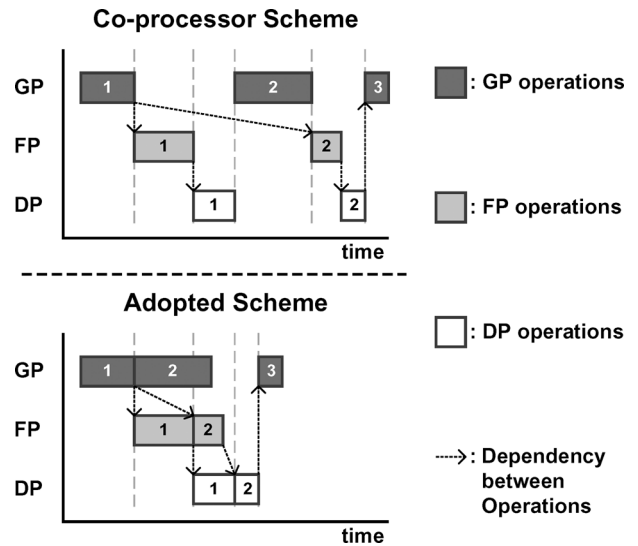 Co-processor Scheme
GP
1
2
3
FP
1
2
DP
1
2
time
Adopted Scheme
GP
1
2
3
FP
1
2
DP
1
2
time
: GP operations
: FP operations
: DP operations
: Dependency
between
Operations